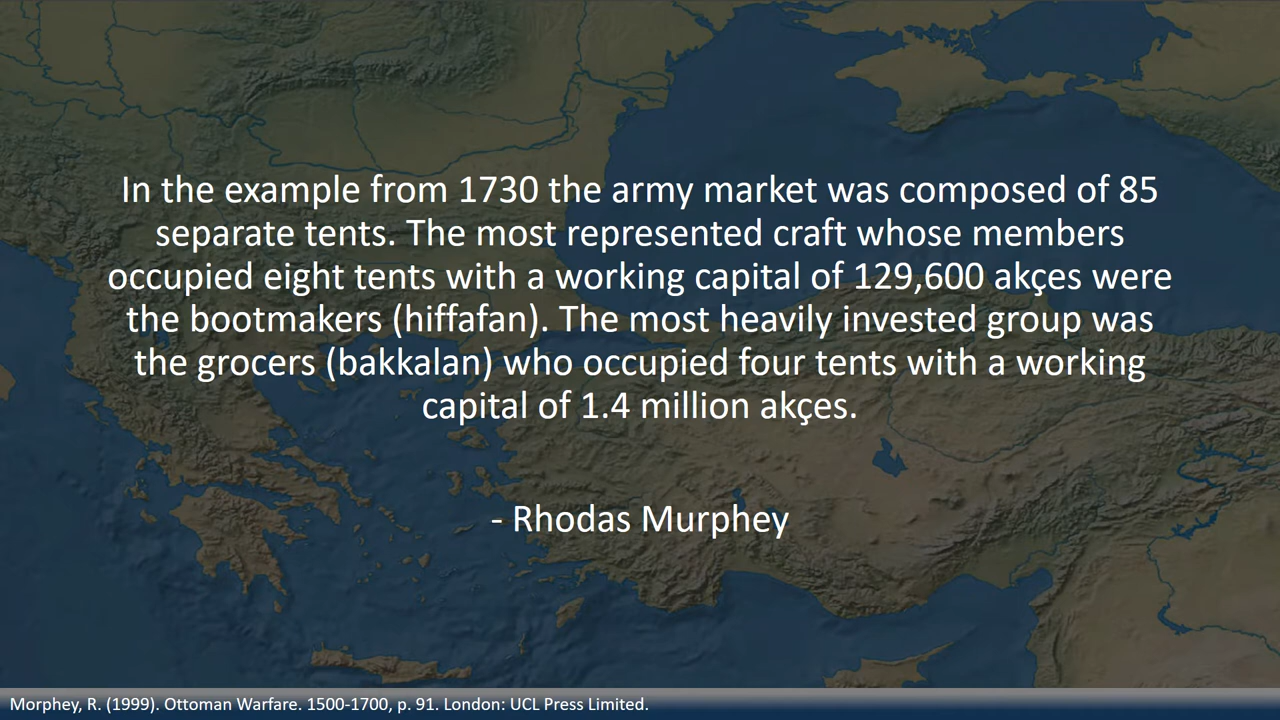 In the example from 1730 the army market was composed of 85
separate tents. The most represented craft whose members
occupied eight tents with a working capital of 129,600 akçes were
the bootmakers (hiffafan). The most heavily invested group was
the grocers (bakkalan) who occupied four tents with a working
capital of 1.4 million akçes.
- Rhodas Murphey
Morphey, R. (1999). Ottoman Warfare. 1500-1700, p. 91. London: UCL Press Limited.